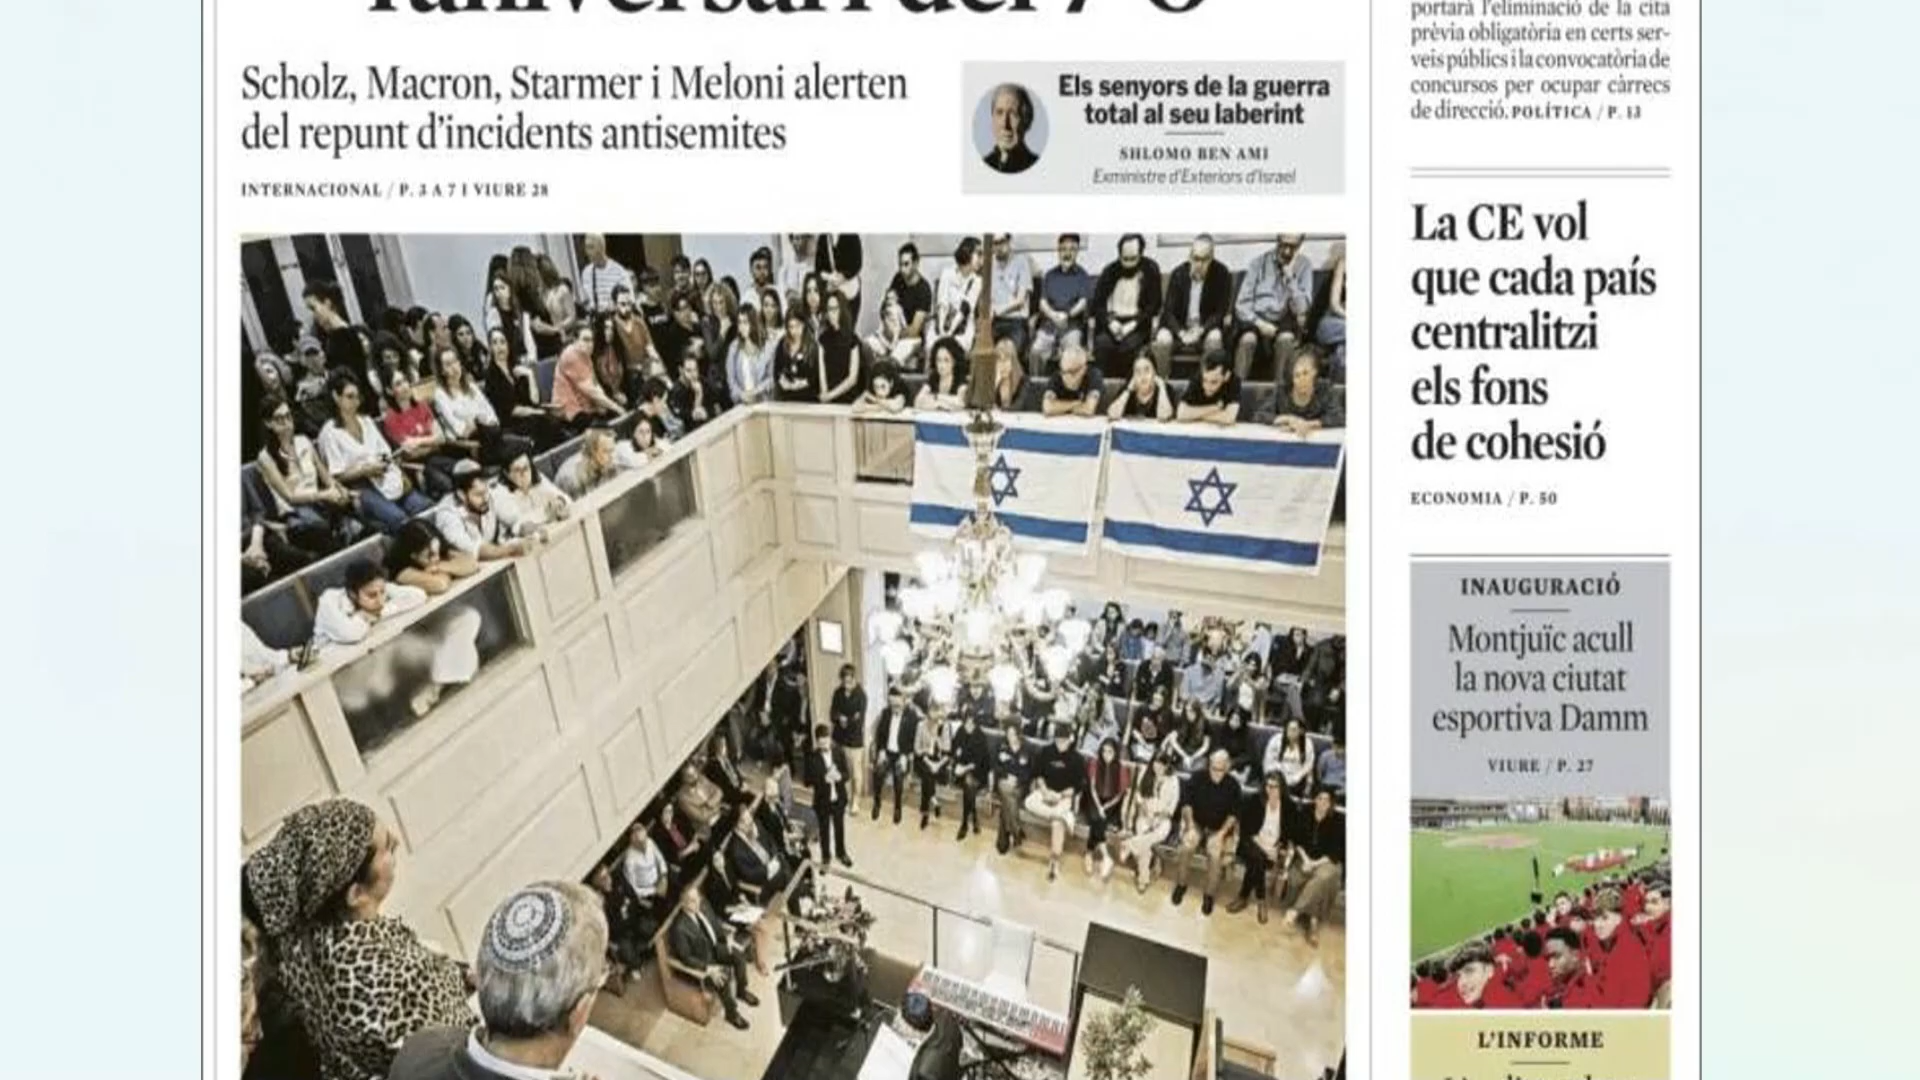 l'aniversari del 7-O
Scholz, Macron, Starmer i Meloni alerten
del repunt d'incidents antisemites
INTERNACIONAL / P. 3 A 7 I VIURE 28
Els senyors de la guerra
total al seu laberint
SHLOMO BEN AMI
Exministre d'Exteriors d'Israel
portarà l'eliminació de la cita
prèvia obligatòria en certs ser-
veis públics i la convocatòria de
concursos per ocupar càrrecs
de direcció. POLÍTICA / P. 13
La CE vol
que cada país
centralitzi
els fons
de cohesió
ECONOMIA / P. 50
INAUGURACIÓ
Montjuïc acull
la nova ciutat
esportiva Damm
VIURE / P. 27
L'INFORME